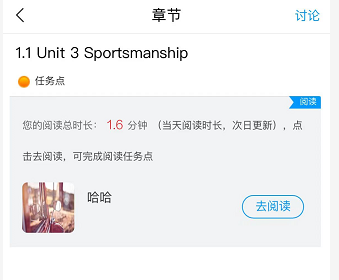 章节
讨论
1.1 Unit 3 Sportsmanship
任务点
阅读
您的阅读总时长： 1.6 分钟 （当天阅读时长，次日更新），点
击去阅读，可完成阅读任务点
哈哈
去阅读